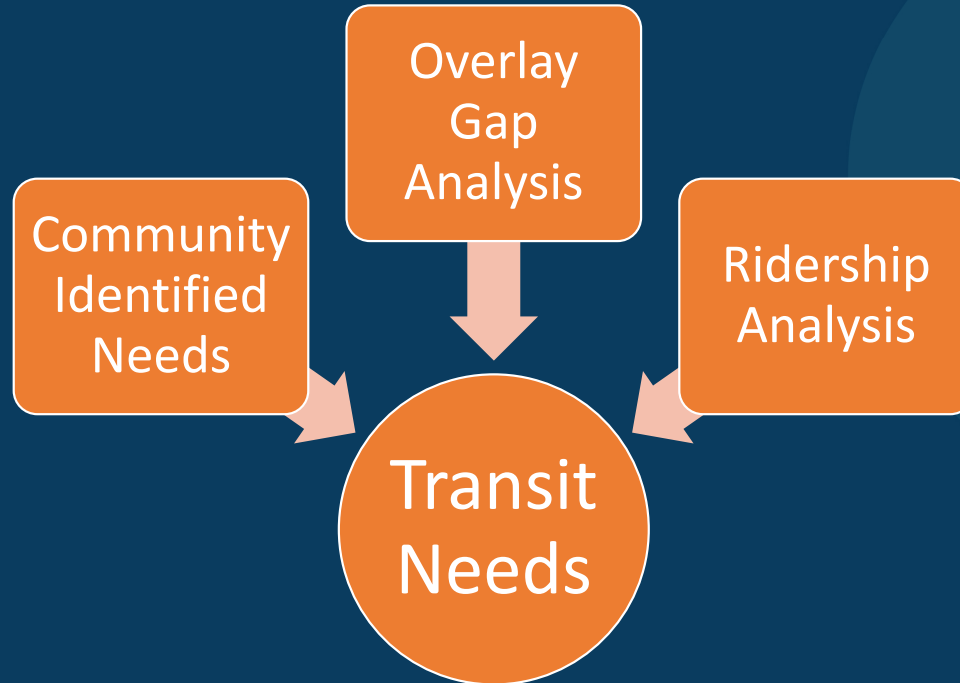 Overlay
Gap
Analysis
Community
Identified
Needs
Ridership
Analysis
Transit
Needs